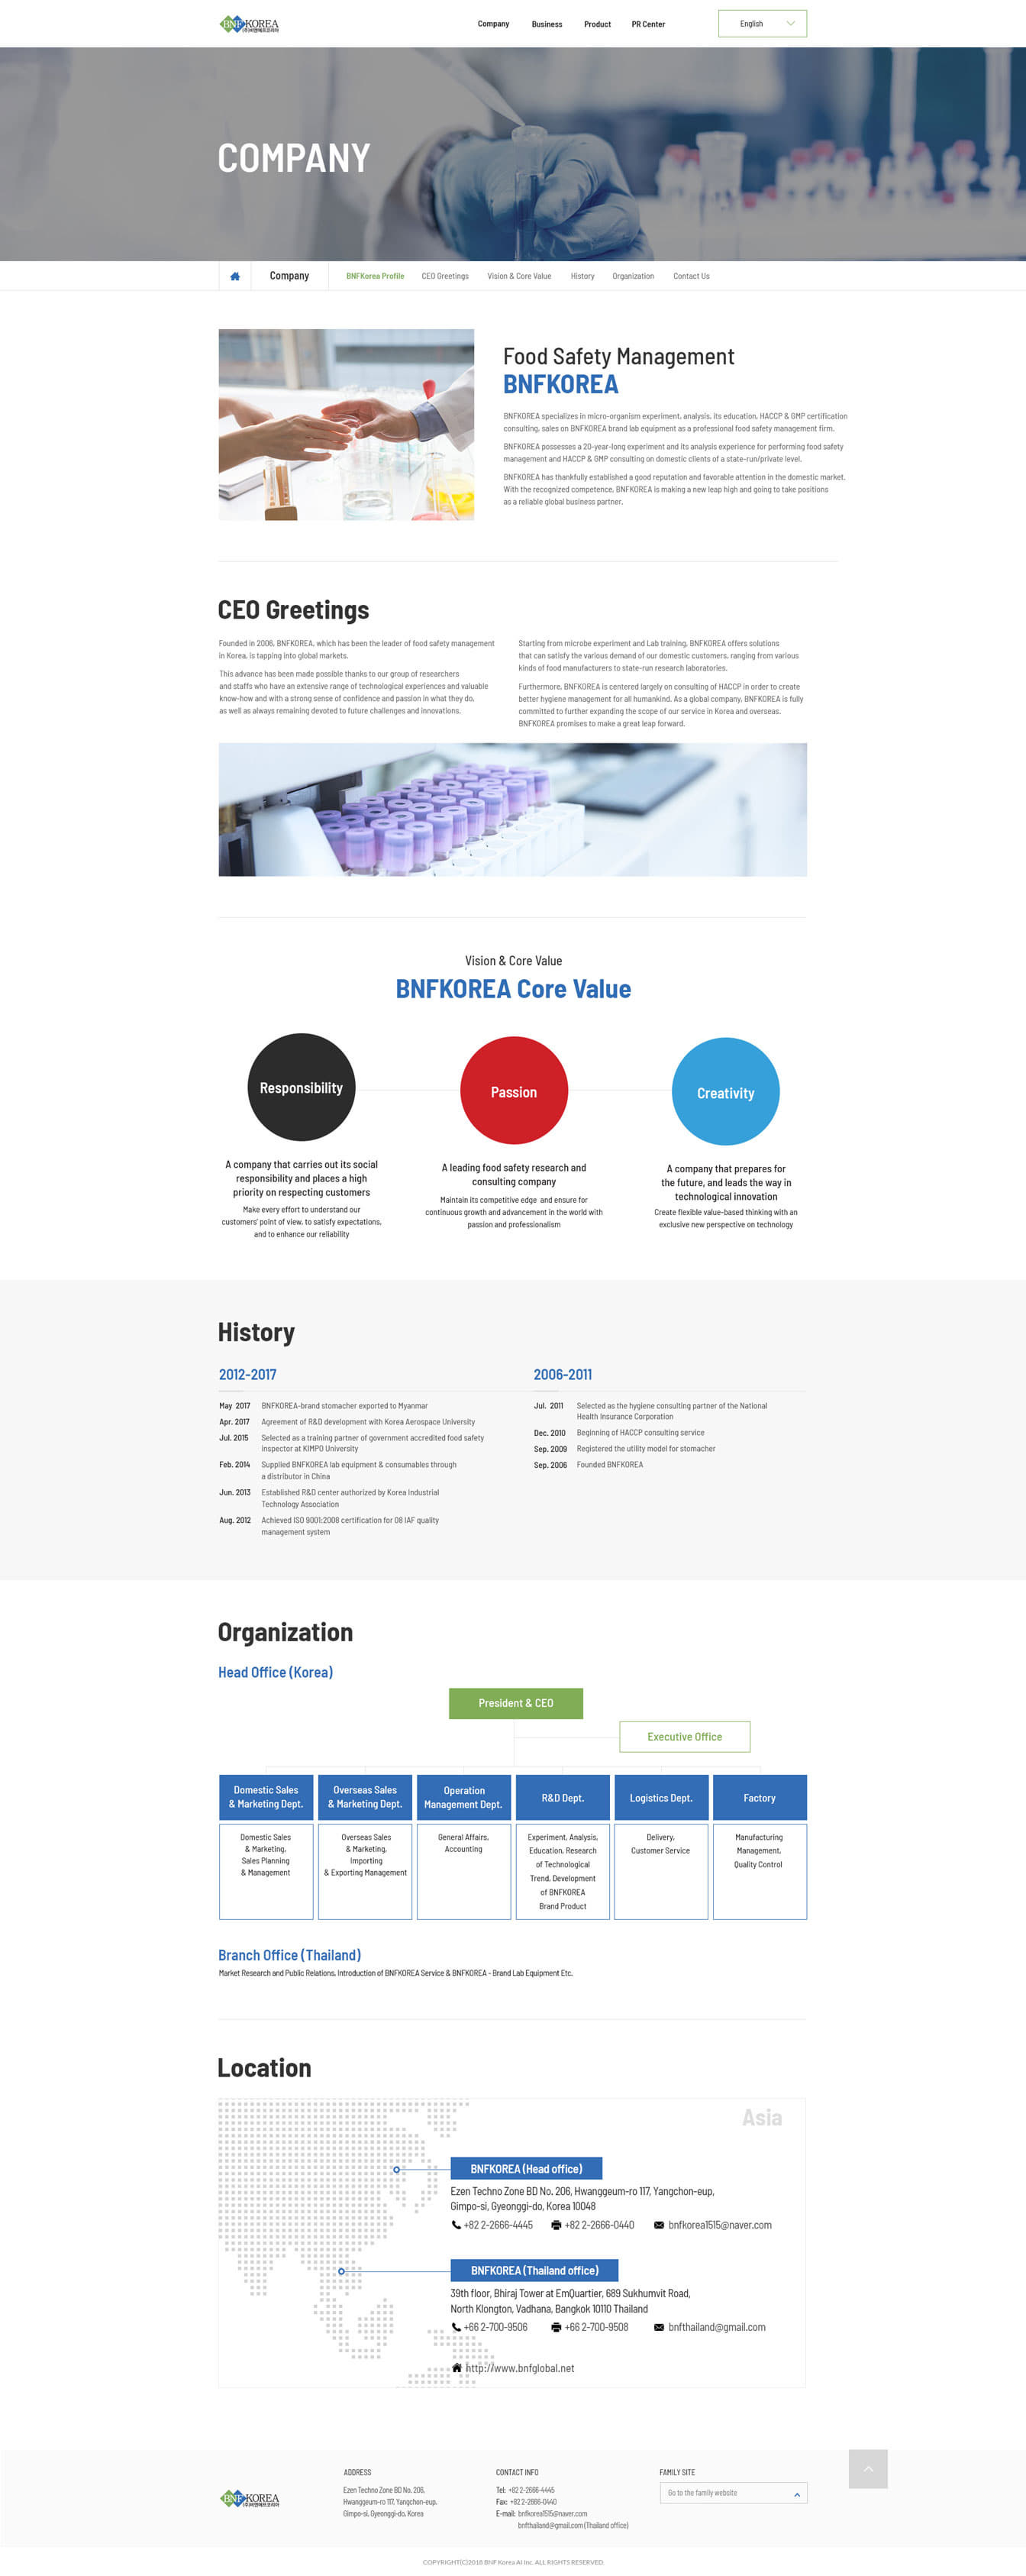 BNF KOREA
(주)비엔에프코리아
Company
Business
Product
PR Center
English
COMPANY
Company
BNFKorea Profile
CEO Greetings
Vision & Core Value
History
Organization
Contact Us
Food Safety Management
BNFKOREA
BNFKOREA specializes in micro-organism experiment, analysis, its education, HACCP & GMP certification
consulting, sales on BNFKOREA brand lab equipment as a professional food safety management firm.
BNFKOREA possesses a 20-year-long experiment and its analysis experience for performing food safety
management and HACCP & GMP consulting on domestic clients of a state-run/private level.
BNFKOREA has thankfully established a good reputation and favorable attention in the domestic market.
With the recognized competence, BNFKOREA is making a new leap high and going to take positions
as a reliable global business partner.
CEO Greetings
Founded in 2006, BNFKOREA, which has been the leader of food safety management
in Korea, is tapping into global markets.
This advance has been made possible thanks to our group of researchers
and staffs who have an extensive range of technological experiences and valuable
know-how and with a strong sense of confidence and passion in what they do,
as well as always remaining devoted to future challenges and innovations.
Starting from microbe experiment and Lab training, BNFKOREA offers solutions
that can satisfy the various demand of our domestic customers, ranging from various
kinds of food manufacturers to state-run research laboratories.
Furthermore, BNFKOREA is centered largely on consulting of HACCP in order to create
better hygiene management for all humankind. As a global company, BNFKOREA is fully
committed to further expanding the scope of our service in Korea and overseas.
BNFKOREA promises to make a great leap forward.
Vision & Core Value
BNFKOREA Core Value
Responsibility
Passion
Creativity
A company that carries out its social
responsibility and places a high
priority on respecting customers
Make every effort to understand our
customers' point of view, to satisfy expectations,
and to enhance our reliability
A leading food safety research and
consulting company
Maintain its competitive edge and ensure for
continuous growth and advancement in the world with
passion and professionalism
A company that prepares for
the future, and leads the way in
technological innovation
Create flexible value-based thinking with an
exclusive new perspective on technology
History
2012-2017
May 2017 BNFKOREA-brand stomacher exported to Myanmar
Apr. 2017 Agreement of R&D development with Korea Aerospace University
Jul. 2015 Selected as a training partner of government accredited food safety
inspector at KIMPO University
Feb. 2014 Supplied BNFKOREA lab equipment & consumables through
a distributor in China
Jun. 2013 Established R&D center authorized by Korea Industrial
Technology Association
Aug. 2012 Achieved ISO 9001:2008 certification for 08 IAF quality
management system
2006-2011
Jul. 2011 Selected as the hygiene consulting partner of the National
Health Insurance Corporation
Dec. 2010 Beginning of HACCP consulting service
Sep. 2009 Registered the utility model for stomacher
Sep. 2006 Founded BNFKOREA
Organization
Head Office (Korea)
President & CEO
Executive Office
Domestic Sales
& Marketing Dept.
Overseas Sales
& Marketing Dept.
Operation
Management Dept.
R&D Dept.
Logistics Dept.
Factory
Domestic Sales
& Marketing,
Sales Planning
& Management
Overseas Sales
& Marketing,
Importing
& Exporting Management
General Affairs,
Accounting
Experiment, Analysis,
Education, Research
of Technological
Trend, Development
of BNFKOREA
Brand Product
Delivery,
Customer Service
Manufacturing
Management,
Quality Control
Branch Office (Thailand)
Market Research and Public Relations, Introduction of BNFKOREA Service & BNFKOREA - Brand Lab Equipment Etc.
Location
Asia
BNFKOREA (Head office)
Ezen Techno Zone BD No. 206, Hwanggeum-ro 117, Yangchon-eup,
Gimpo-si, Gyeonggi-do, Korea 10048
+82 2-2666-4445
+82 2-2666-0440
bnfkorea1515@naver.com
BNFKOREA (Thailand office)
39th floor, Bhiraj Tower at EmQuartier, 689 Sukhumvit Road,
North Klongton, Vadhana, Bangkok 10110 Thailand
+66 2-700-9506
+66 2-700-9508
bnfthailand@gmail.com
http://www.bnfglobal.net
BNF KOREA
(주)비엔에프코리아
ADDRESS
Ezen Techno Zone BD No. 206,
Hwanggeum-ro 117, Yangchon-eup,
Gimpo-si, Gyeonggi-do, Korea
CONTACT INFO
Tel: +82 2-2666-4445
Fax: +82 2-2666-0440
E-mail: bnfkorea1515@naver.com
bnfthailand@gmail.com (Thailand office)
FAMILY SITE
Go to the family website
COPYRIGHT(C)2018 BNF Korea AI Inc. ALL RIGHTS RESERVED.